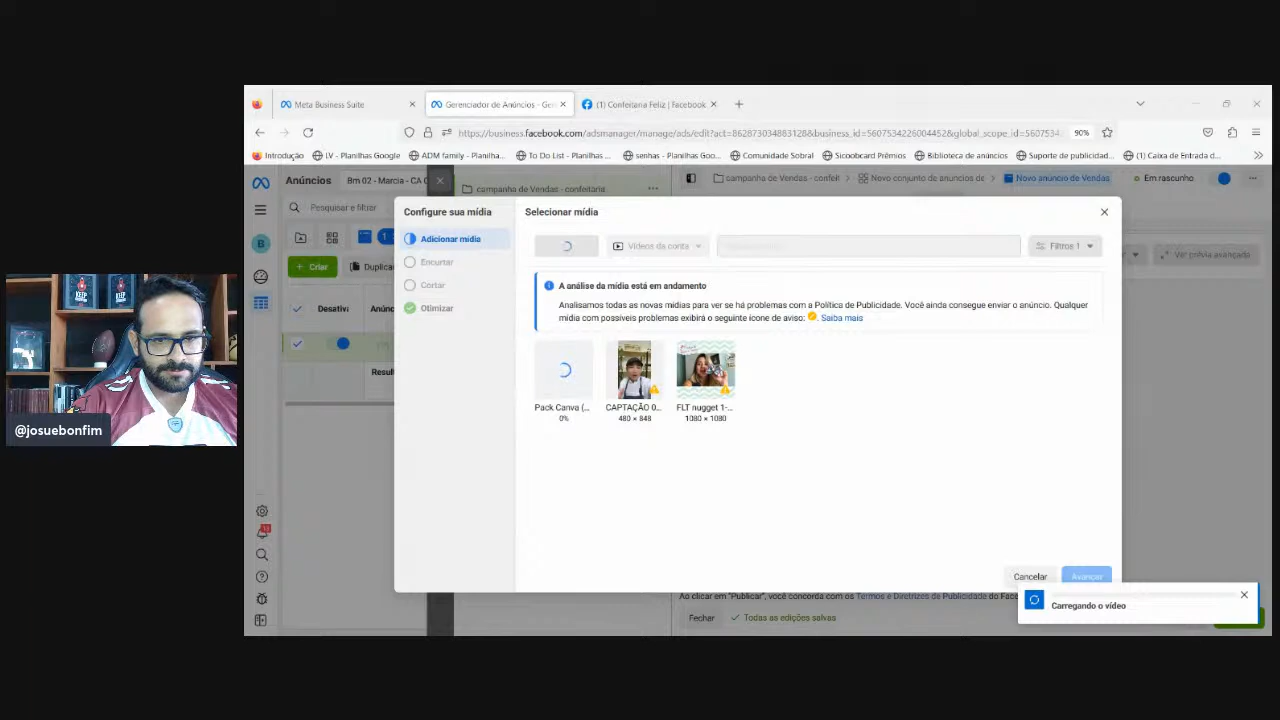 Meta Business Suite
Gerenciador de Anúncios - Gere
(1) Confeitaria Feliz | Facebook
https://business.facebook.com/adsmanager/manage/ads/edit?act=862873034883128&business_id=5607534226004452&global_scope_id=5607534
90%
Introdução
LV - Planilhas Google
ADM family - Planilha...
To Do List - Planilhas ...
senhas - Planilhas Goo...
Comunidade Sobral
Sicoobcard Prêmios
Biblioteca de anúncios
Suporte de publicidad...
(1) Caixa de Entrada d...
Anúncios
Bm 02 - Marcia - CA
campanha de Vendas - confeitaria
campanha de Vendas - confeit
Novo conjunto de anúncios de
Novo anúncio de Vendas
Em rascunho
Pesquisar e filtrar
Configure sua mídia
Selecionar mídia
Adicionar mídia
Encurtar
Cortar
Otimizar
Vídeos da conta
Filtros 1
Ver prévia avançada
+ Criar
Duplica
Desativ
Anúnc
Resul
A análise da mídia está em andamento
Analisamos todas as novas mídias para ver se há problemas com a Política de Publicidade. Você ainda consegue enviar o anúncio. Qualquer
mídia com possíveis problemas exibirá o seguinte ícone de aviso: Saiba mais
Pack Canva (...
0%
CAPTAÇÃO 0...
480 × 848
FLT nugget 1-...
1080 × 1080
@josuebonfim
Cancelar
Avançar
Ao clicar em "Publicar", você concorda com os Termos e Diretrizes de Publicidade do Face
Carregando o vídeo
Fechar
Todas as edições salvas